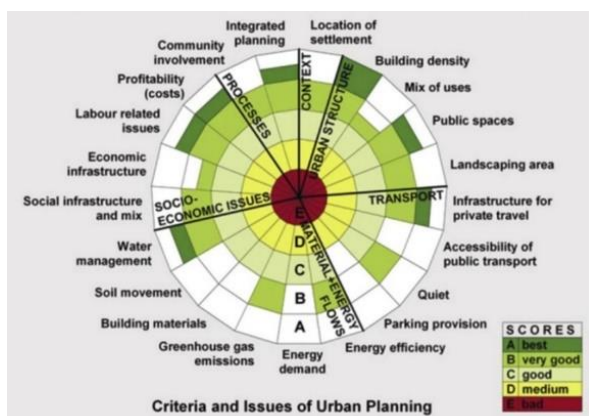 Integrated
planning
Location of
settlement
Community
involvement
Building density
Profitability
(costs)
Mix of uses
Labour related
issues
Public spaces
Economic
infrastructure
Landscaping area
Social infrastructure
and mix
Infrastructure for
private travel
Water
management
Accessibility of
public transport
Soil movement
Quiet
Building materials
Parking provision
Greenhouse gas
emissions
Energy
demand
Energy efficiency
PROCESSES
CONTEXT
URBAN STRUCTURE
TRANSPORT
SOCIO-
ECONOMIC ISSUES
MATERIAL+ENERGY
FLOWS
E
D
C
B
A
SCORES
A best
B very good
C good
D medium
E bad
Criteria and Issues of Urban Planning